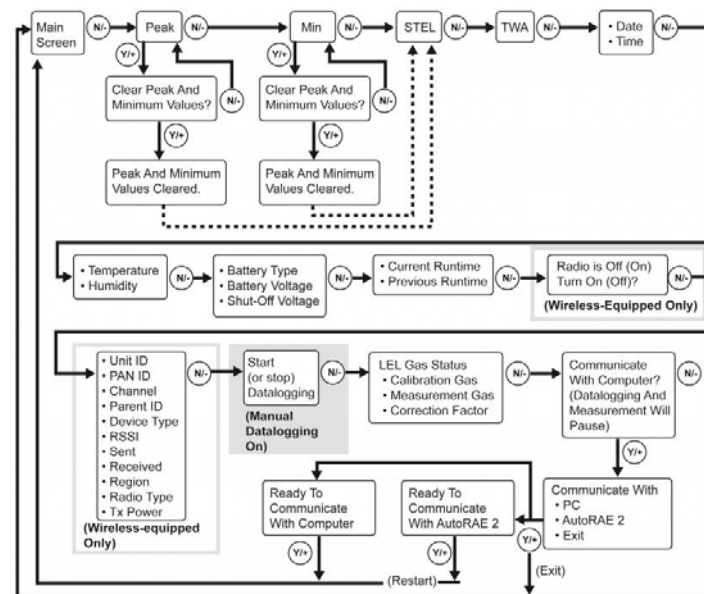 Main
Screen
N/-
Peak
N/-
Min
N/-
STEL
N/-
TWA
N/-
• Date
• Time
N/-
Y/+
N/-
Y/+
N/-
Clear Peak And
Minimum Values?
Clear Peak And
Minimum Values?
Y/+
Y/+
Peak And Minimum
Values Cleared.
Peak And Minimum
Values Cleared.
• Temperature
• Humidity
N/-
• Battery Type
• Battery Voltage
• Shut-Off Voltage
N/-
• Current Runtime
• Previous Runtime
N/-
Radio is Off (On)
Turn On (Off)?
N/-
(Wireless-Equipped Only)
• Unit ID
• PAN ID
• Channel
• Parent ID
• Device Type
• RSSI
• Sent
• Received
• Region
• Radio Type
• Tx Power
(Wireless-equipped
Only)
N/-
Start
(or stop)
Datalogging
(Manual
Datalogging
On)
N/-
LEL Gas Status
• Calibration Gas
• Measurement Gas
• Correction Factor
N/-
Communicate
With Computer?
(Datalogging And
Measurement Will
Pause)
N/-
Y/+
Ready To
Communicate
With Computer
Ready To
Communicate
With AutoRAE 2
Communicate With
• PC
• AutoRAE 2
• Exit
Y/+
Y/+
Y/+
(Restart)
(Exit)